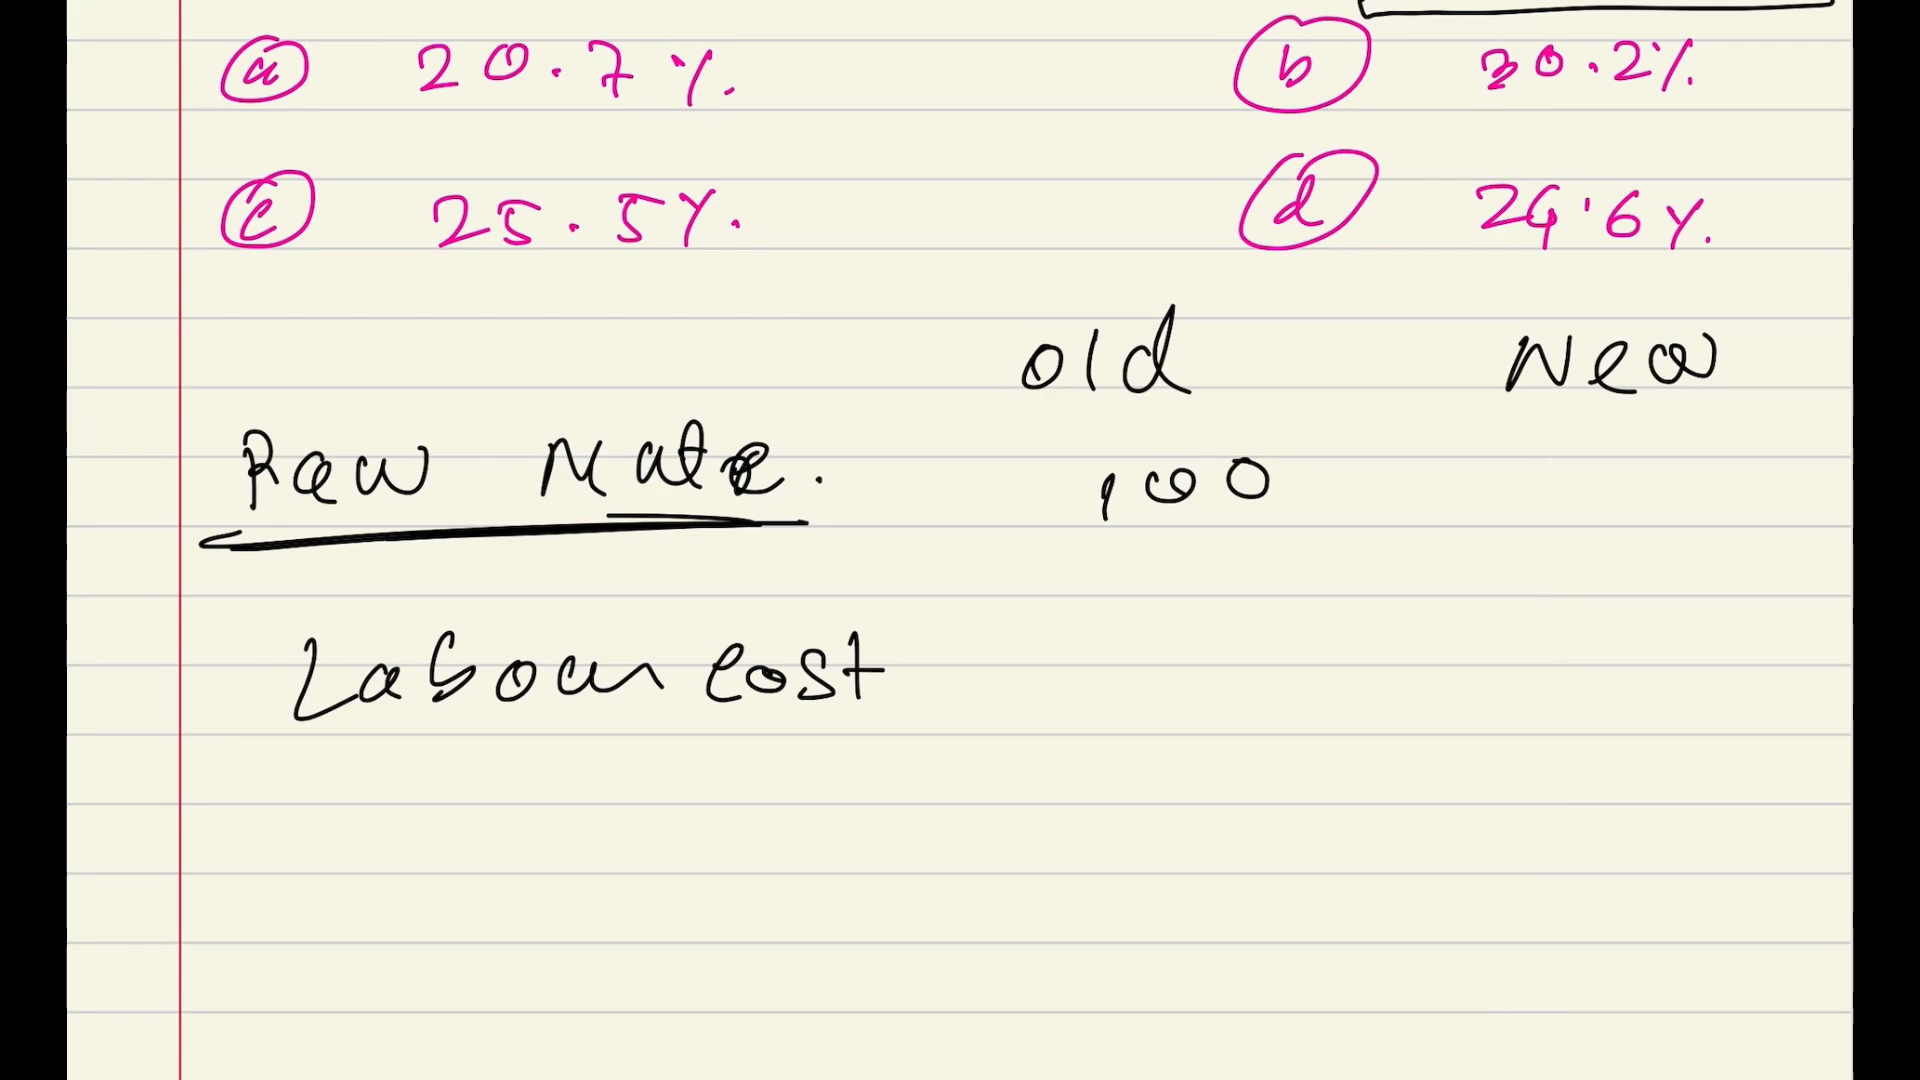 (a) 20.7%. (b) 30.2%.
(c) 25.5%. (d) 24.6%.
Old New
Raw Mate. 100
Labour cost